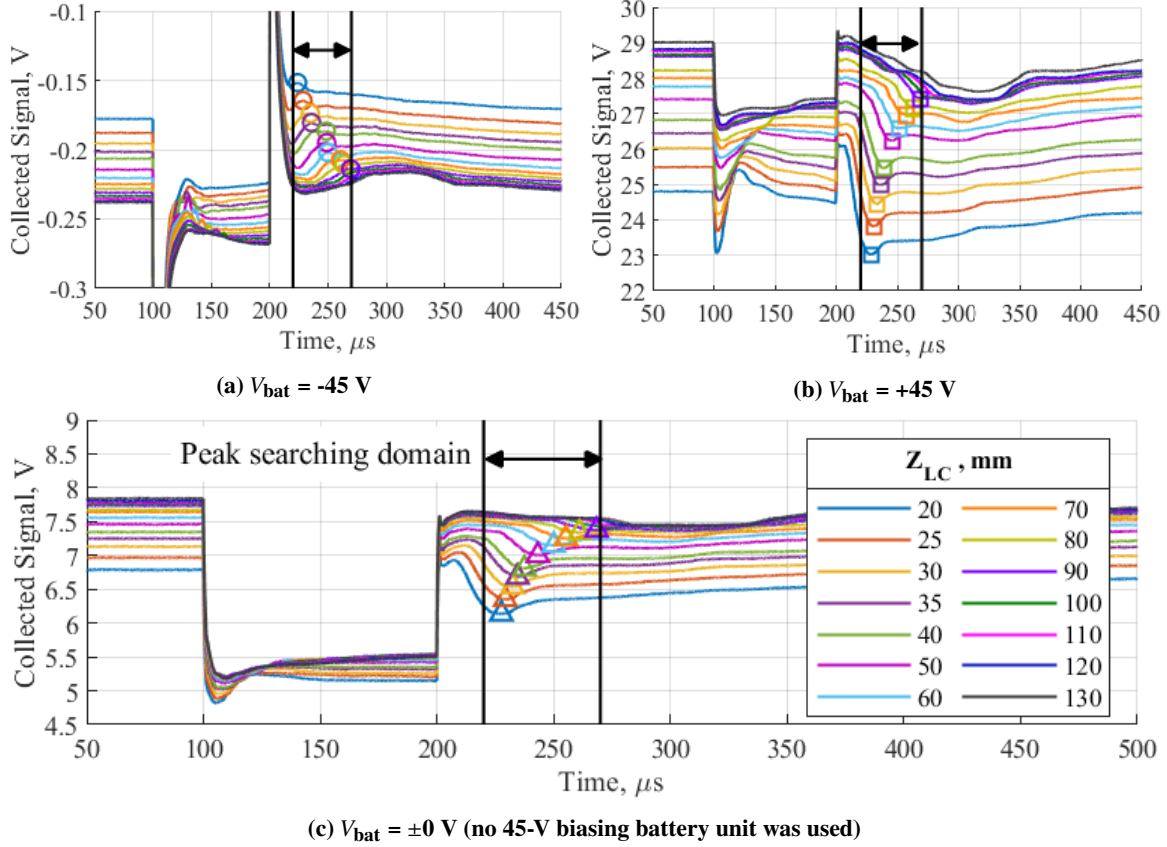 -0.1
-0.15
-0.2
-0.25
-0.3
50 100 150 200 250 300 350 400 450
Collected Signal, V
Time, μs
(a) Vbat = -45 V
30
29
28
27
26
25
24
23
22
50 100 150 200 250 300 350 400 450
Collected Signal, V
Time, μs
(b) Vbat = +45 V
9
8.5
8
7.5
7
6.5
6
5.5
5
4.5
50 100 150 200 250 300 350 400 450 500
Collected Signal, V
Time, μs
Peak searching domain
ZLC , mm
20 70
25 80
30 90
35 100
40 110
50 120
60 130
(c) Vbat = ±0 V (no 45-V biasing battery unit was used)